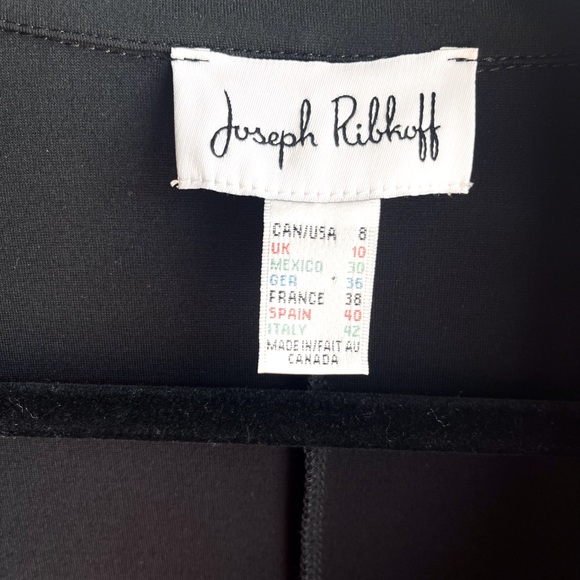 Joseph Ribkoff
CAN/USA 8
UK 10
MEXICO 30
GER 36
FRANCE 38
SPAIN 40
ITALY 42
MADE IN/FAIT AU
CANADA